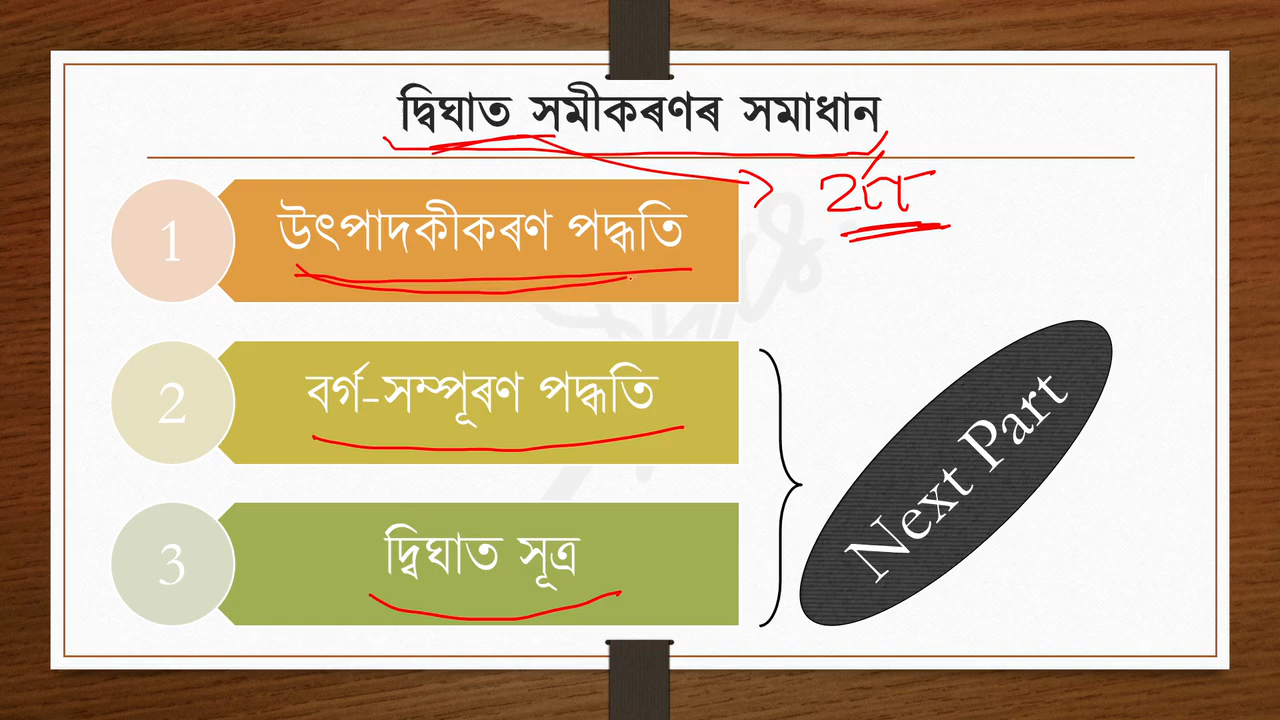 দ্বিঘাত সমীকৰণৰ সমাধান
1
উৎপাদকীকৰণ পদ্ধতি
2
বৰ্গ-সম্পূৰণ পদ্ধতি
3
দ্বিঘাত সূত্ৰ
Next Part